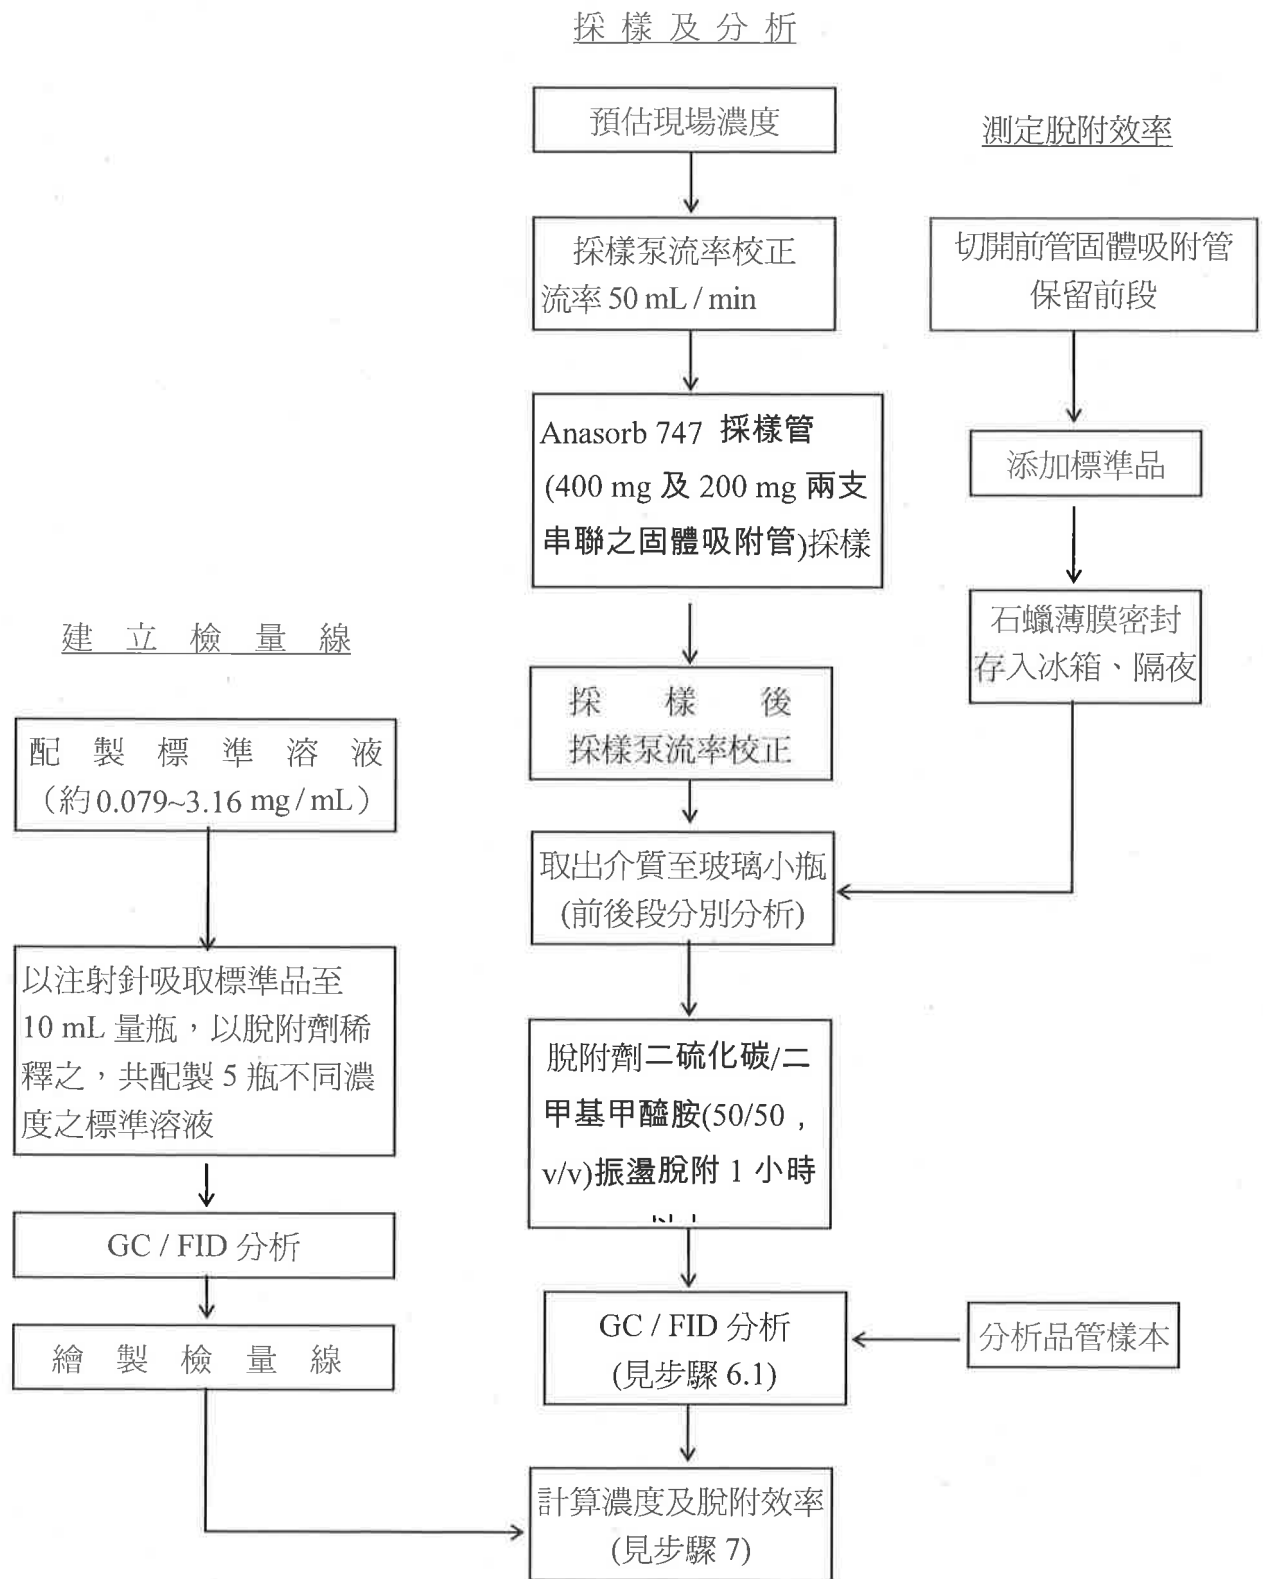 採樣及分析
預估現場濃度
採樣泵流率校正
流率 50 mL / min
Anasorb 747 採樣管
(400 mg 及 200 mg 兩支
串聯之固體吸附管)採樣
採樣後
採樣泵流率校正
取出介質至玻璃小瓶
(前後段分別分析)
脫附劑二硫化碳/二
甲基甲醯胺(50/50 ,
v/v)振盪脫附 1 小時
GC / FID 分析
(見步驟 6.1)
計算濃度及脫附效率
(見步驟 7)
測定脫附效率
切開前管固體吸附管
保留前段
添加標準品
石蠟薄膜密封
存入冰箱、隔夜
分析品管樣本
建立檢量線
配製標準溶液
（約 0.079~3.16 mg / mL）
以注射針吸取標準品至
10 mL 量瓶，以脫附劑稀
釋之，共配製 5 瓶不同濃
度之標準溶液
GC / FID 分析
繪製檢量線